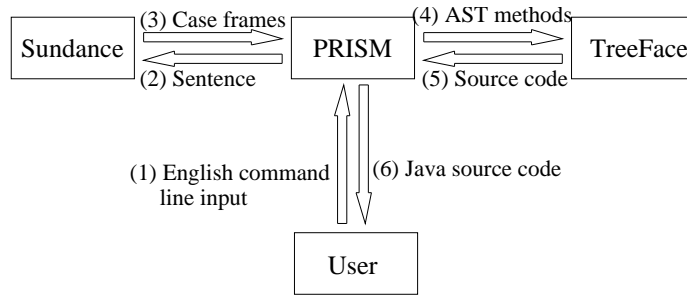 (3) Case frames
(4) AST methods
Sundance
PRISM
TreeFace
(2) Sentence
(5) Source code
(1) English command
line input
(6) Java source code
User